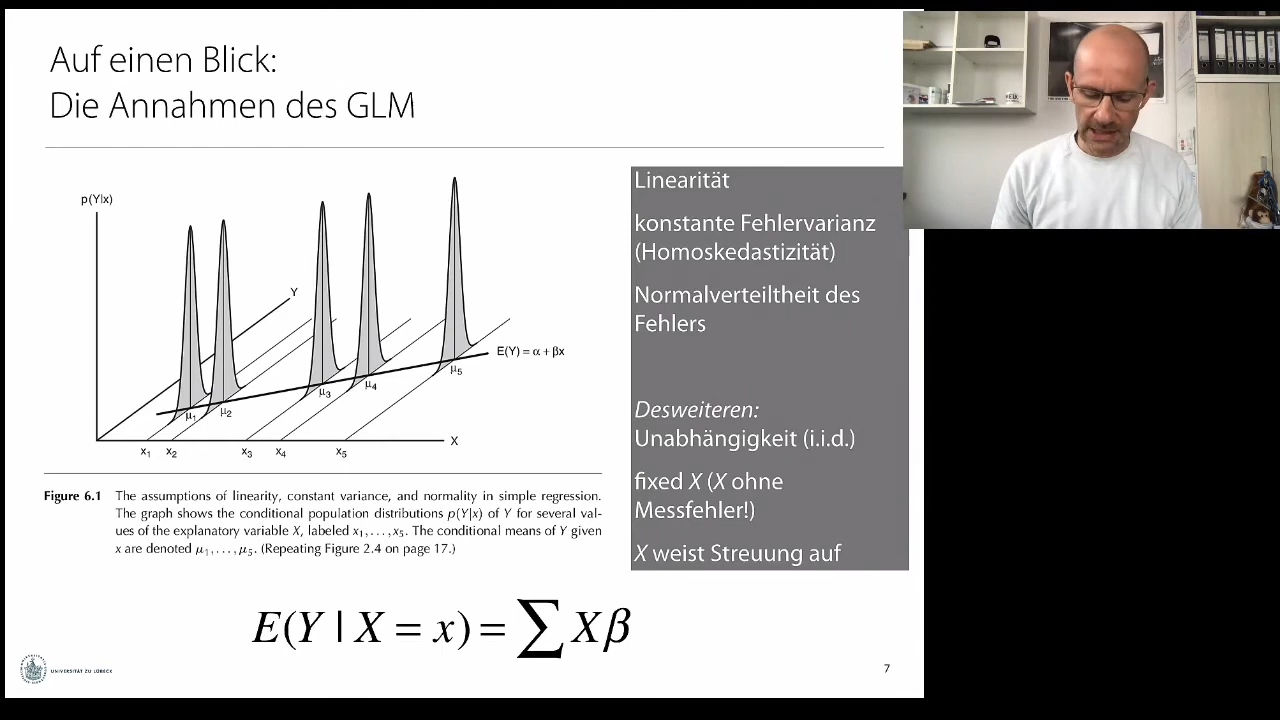 Auf einen Blick:
Die Annahmen des GLM
p(Y|x)
Y
E(Y) = α + βx
μ1
μ2
μ3
μ4
μ5
X
x1 x2 x3 x4 x5
Figure 6.1 The assumptions of linearity, constant variance, and normality in simple regression.
The graph shows the conditional population distributions p(Y|x) of Y for several val-
ues of the explanatory variable X, labeled x1,...,x5. The conditional means of Y given
x are denoted μ1,...,μ5. (Repeating Figure 2.4 on page 17.)
Linearität
konstante Fehlervarianz
(Homoskedastizität)
Normalverteiltheit des
Fehlers
Desweiteren:
Unabhängigkeit (i.i.d.)
fixed X (X ohne
Messfehler!)
X weist Streuung auf
E(Y | X = x) = ∑ Xβ
UNIVERSITÄT ZU LÜBECK
7